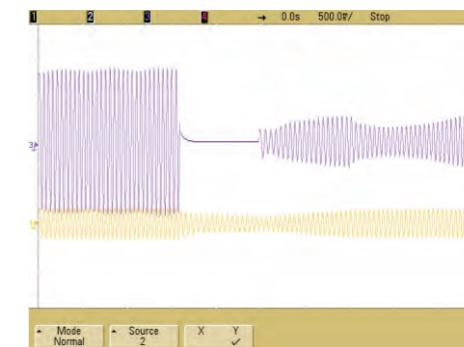 1 2 3 4 → 0.0s 500.0▽/ Stop
3
1
Mode Source X Y
Normal 2 ✓